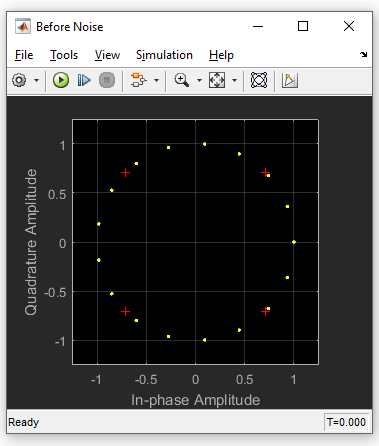 Before Noise
File Tools View Simulation Help
1
0.5
0
-0.5
-1
Quadrature Amplitude
-1 -0.5 0 0.5 1
In-phase Amplitude
Ready T=0.000